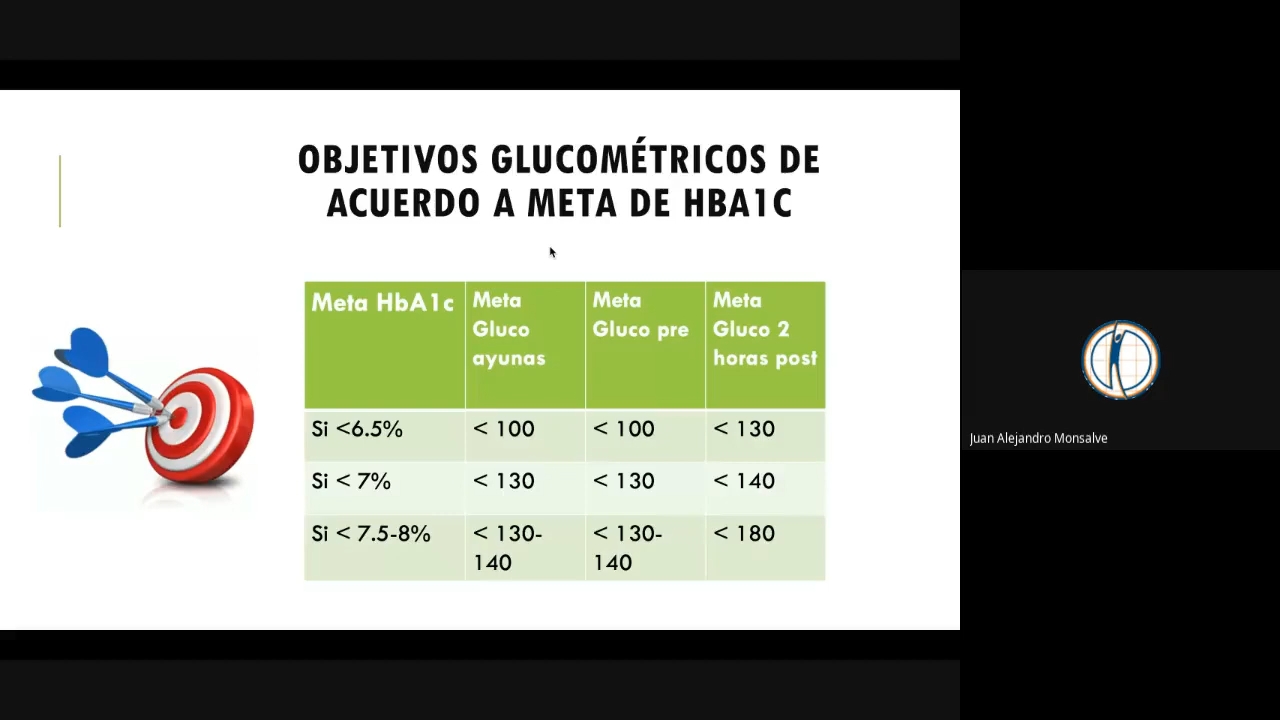 OBJETIVOS GLUCOMÉTRICOS DE
ACUERDO A META DE HBA1C
Meta HbA1c
Meta
Gluco
ayunas
Meta
Gluco pre
Meta
Gluco 2
horas post
Si <6.5%
< 100
< 100
< 130
Si < 7%
< 130
< 130
< 140
Si < 7.5-8%
< 130-
140
< 130-
140
< 180
Juan Alejandro Monsalve